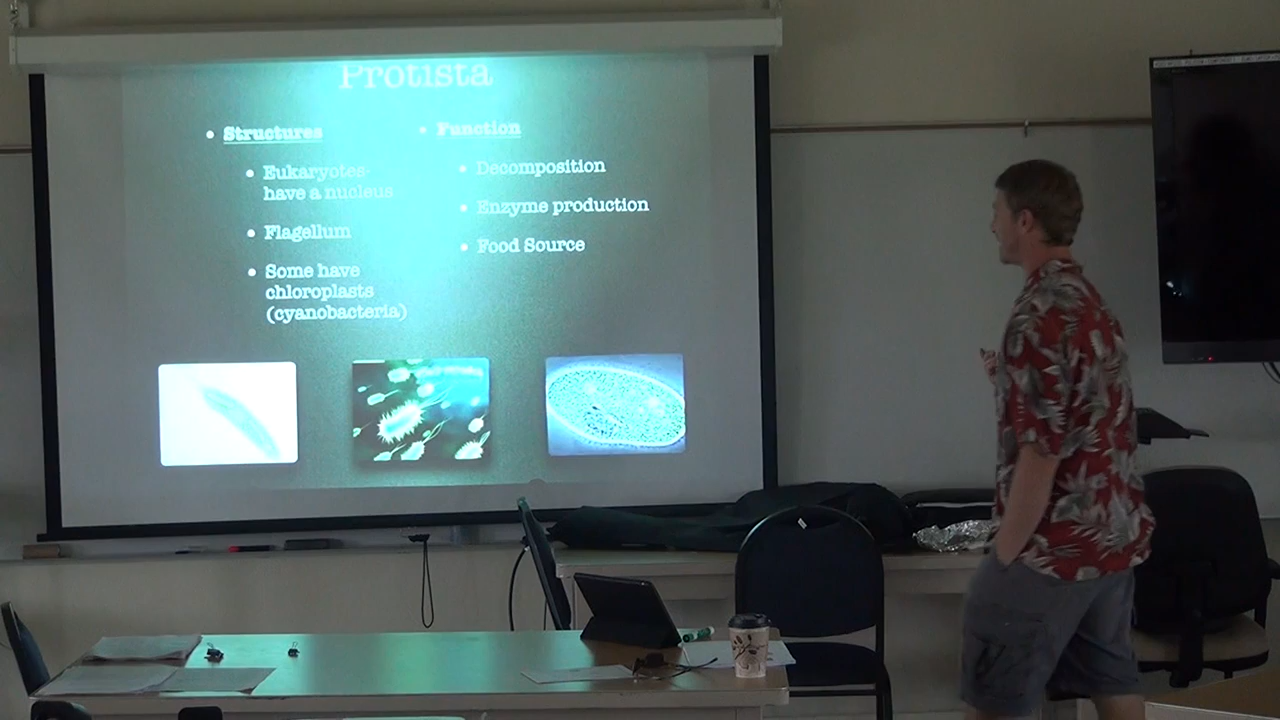 Protista
Structures
Eukaryotes-
have a nucleus
Flagellum
Some have
chloroplasts
(cyanobacteria)
Function
Decomposition
Enzyme production
Food Source